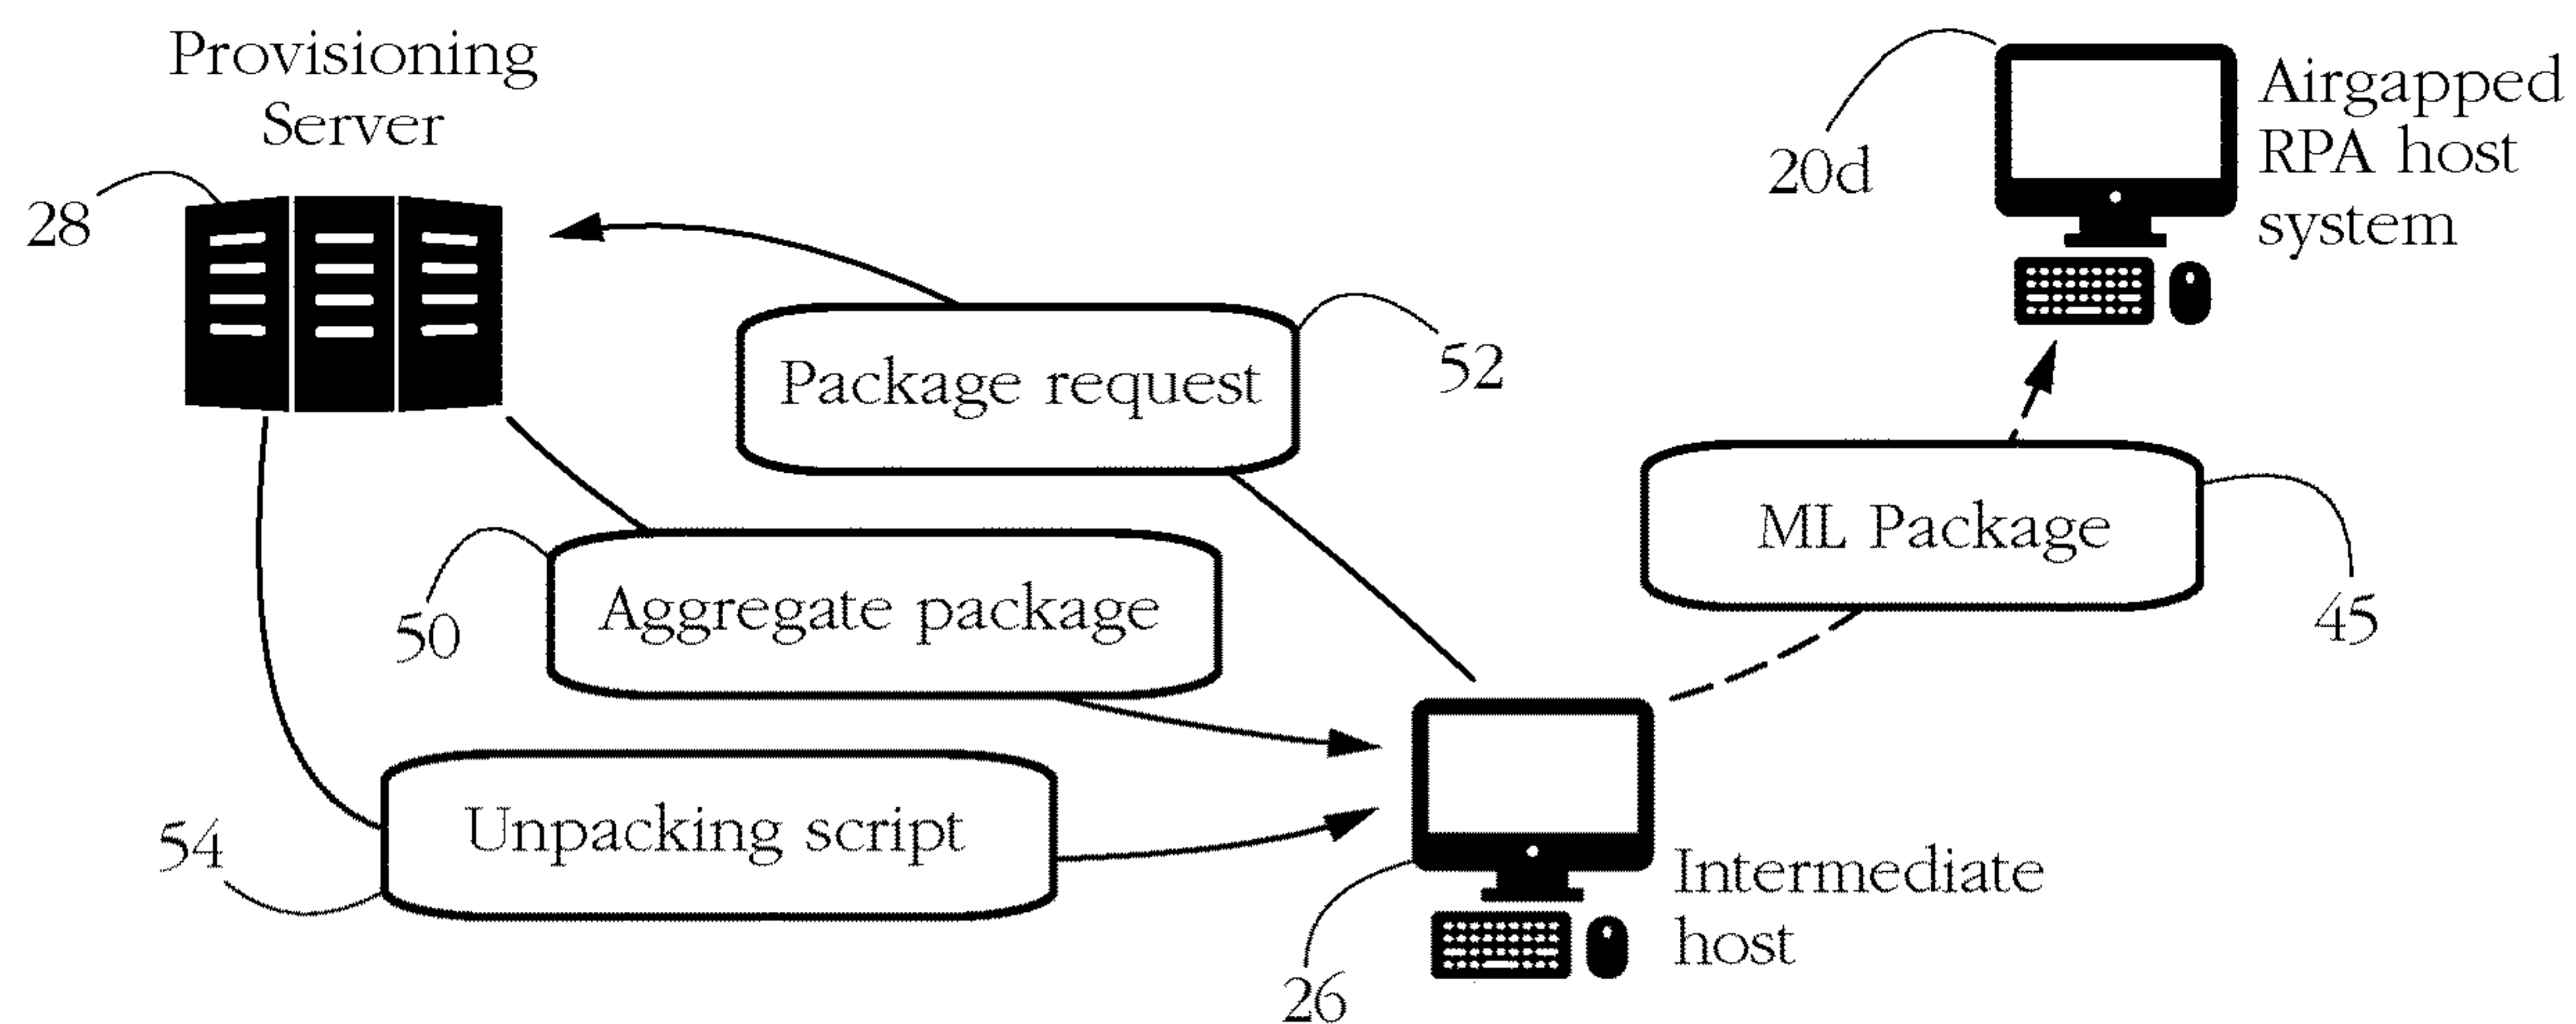 Provisioning
Server
28
Package request
52
Aggregate package
50
Unpacking script
54
20d
Airgapped
RPA host
system
ML Package
45
Intermediate
host
26